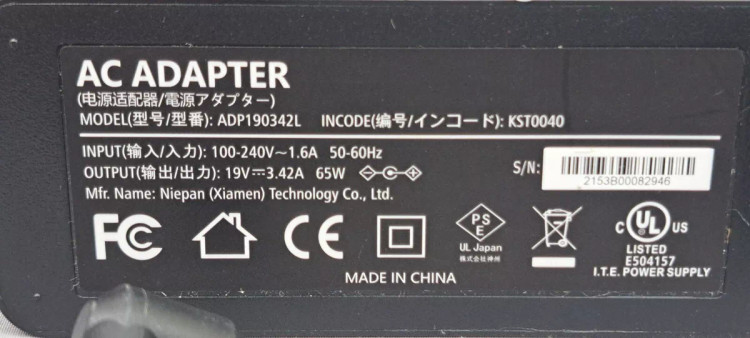 AC ADAPTER
(电源适配器/電源アダプター)
MODEL(型号/型番): ADP190342L INCODE(编号/インコード): KST0040
INPUT(输入/入力): 100-240V~1.6A 50-60Hz
OUTPUT(输出/出力): 19V⎓3.42A 65W
S/N:
2153B00082946
Mfr. Name: Niepan (Xiamen) Technology Co., Ltd.
FC CE
PS
E
UL Japan
株式会社神州
C UL US
LISTED
E504157
I.T.E. POWER SUPPLY
MADE IN CHINA